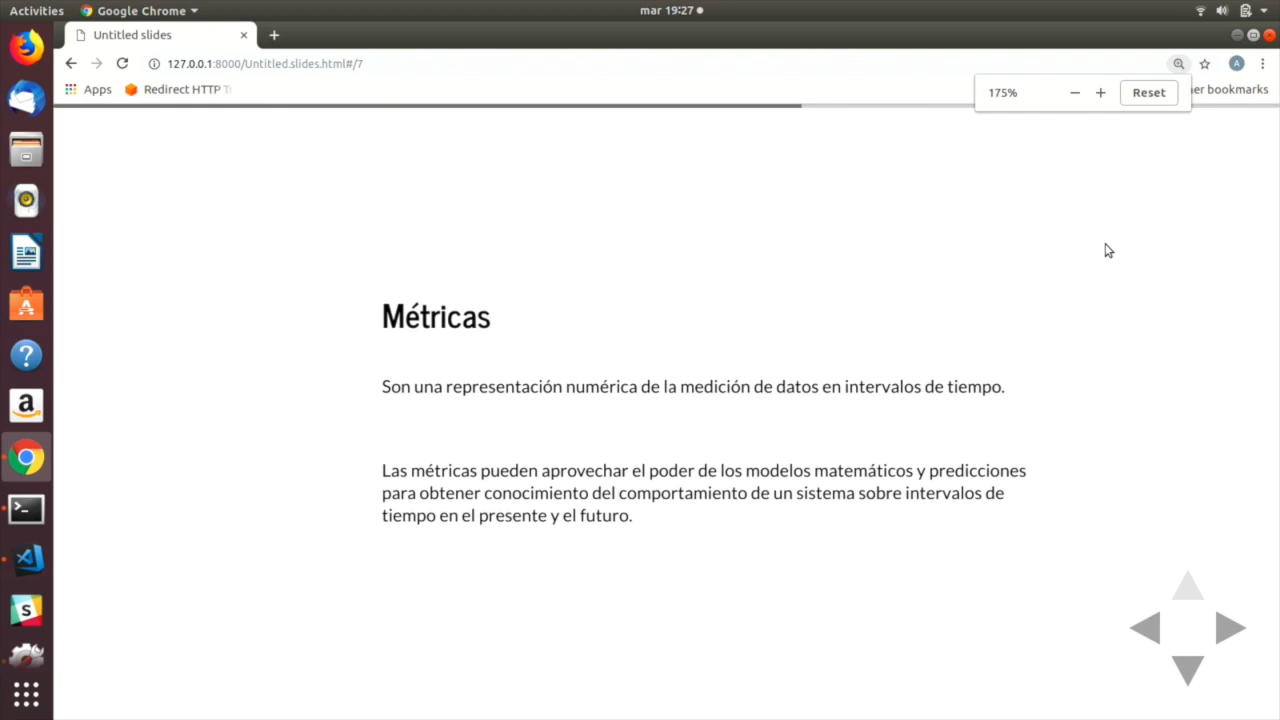 Activities
Google Chrome
mar 19:27
Untitled slides
127.0.0.1:8000/Untitled.slides.html#/7
Apps
Redirect HTTP
er bookmarks
175%
Reset
Métricas
Son una representación numérica de la medición de datos en intervalos de tiempo.
Las métricas pueden aprovechar el poder de los modelos matemáticos y predicciones
para obtener conocimiento del comportamiento de un sistema sobre intervalos de
tiempo en el presente y el futuro.